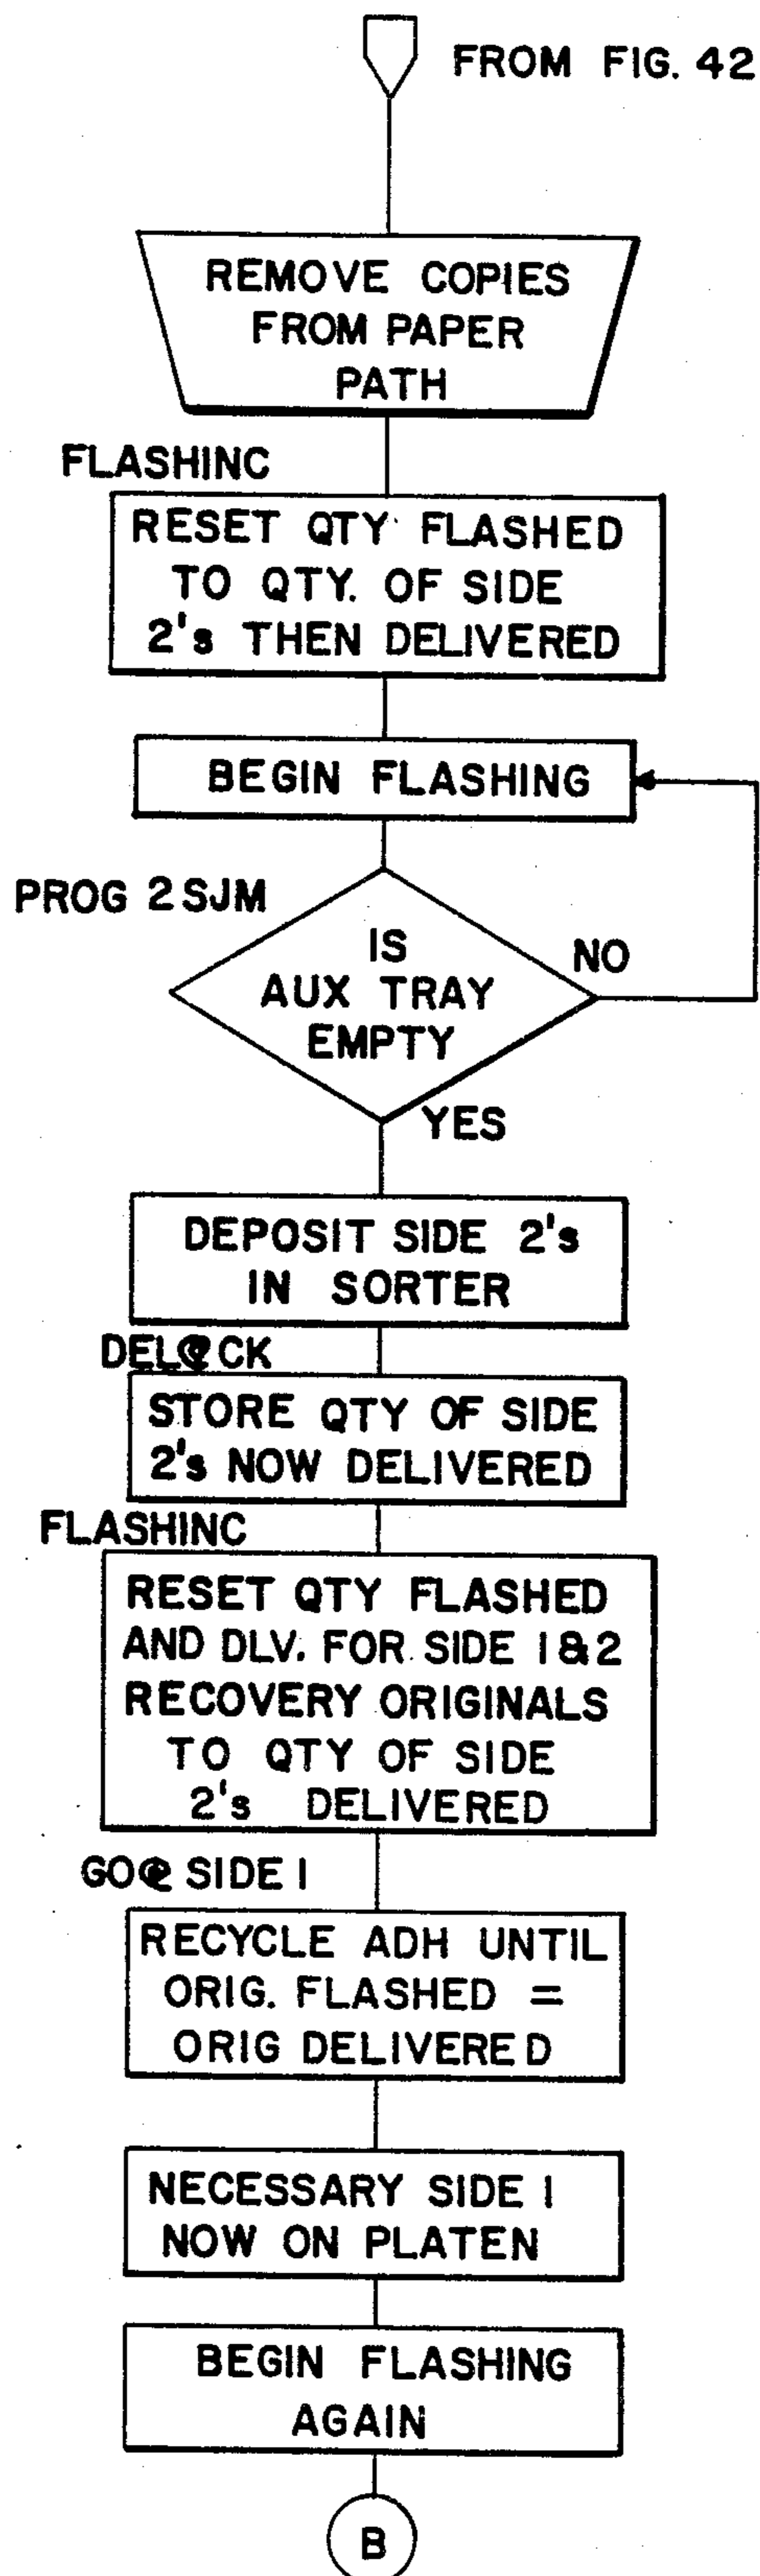 FROM FIG. 42
REMOVE COPIES
FROM PAPER
PATH
FLASHINC
RESET QTY FLASHED
TO QTY. OF SIDE
2's THEN DELIVERED
BEGIN FLASHING
PROG 2SJM
IS
AUX TRAY
EMPTY
NO
YES
DEPOSIT SIDE 2's
IN SORTER
DEL@CK
STORE QTY OF SIDE
2's NOW DELIVERED
FLASHINC
RESET QTY FLASHED
AND DLV. FOR SIDE 1&2
RECOVERY ORIGINALS
TO QTY OF SIDE
2's DELIVERED
GO@ SIDE 1
RECYCLE ADH UNTIL
ORIG. FLASHED =
ORIG DELIVERED
NECESSARY SIDE 1
NOW ON PLATEN
BEGIN FLASHING
AGAIN
B